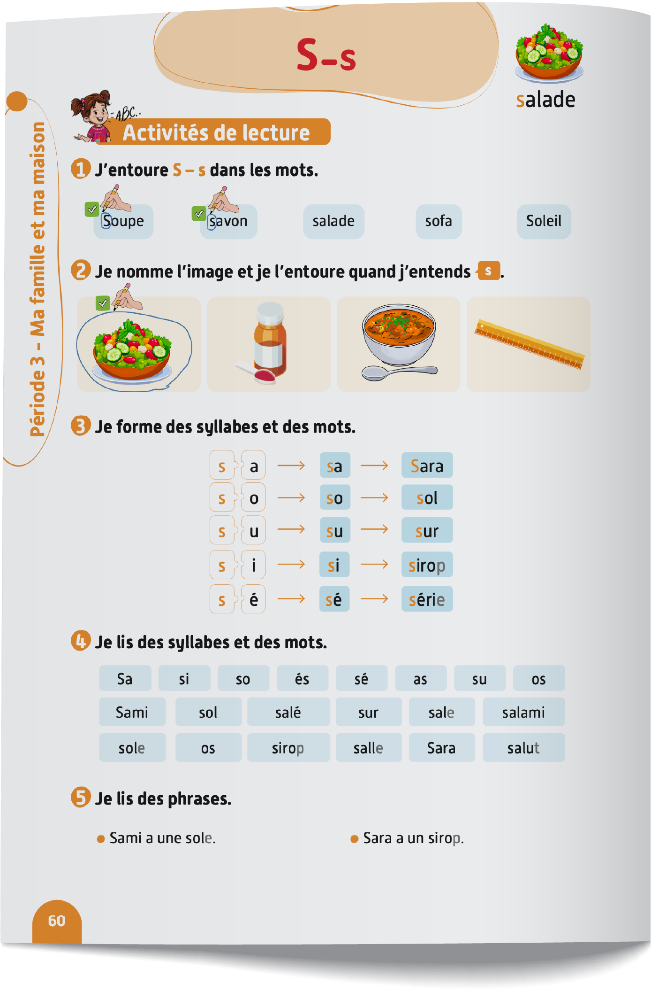 S – s
salade
A.B.C..
Activités de lecture
Période 3 – Ma famille et ma maison
1 J'entoure S – s dans les mots.
Soupe savon salade sofa Soleil
2 Je nomme l'image et je l'entoure quand j'entends s .
3 Je forme des syllabes et des mots.
s a → sa → Sara
s o → so → sol
s u → su → sur
s i → si → sirop
s é → sé → série
4 Je lis des syllabes et des mots.
Sa si so és sé as su os
Sami sol salé sur sale salami
sole os sirop salle Sara salut
5 Je lis des phrases.
• Sami a une sole. • Sara a un sirop.
60